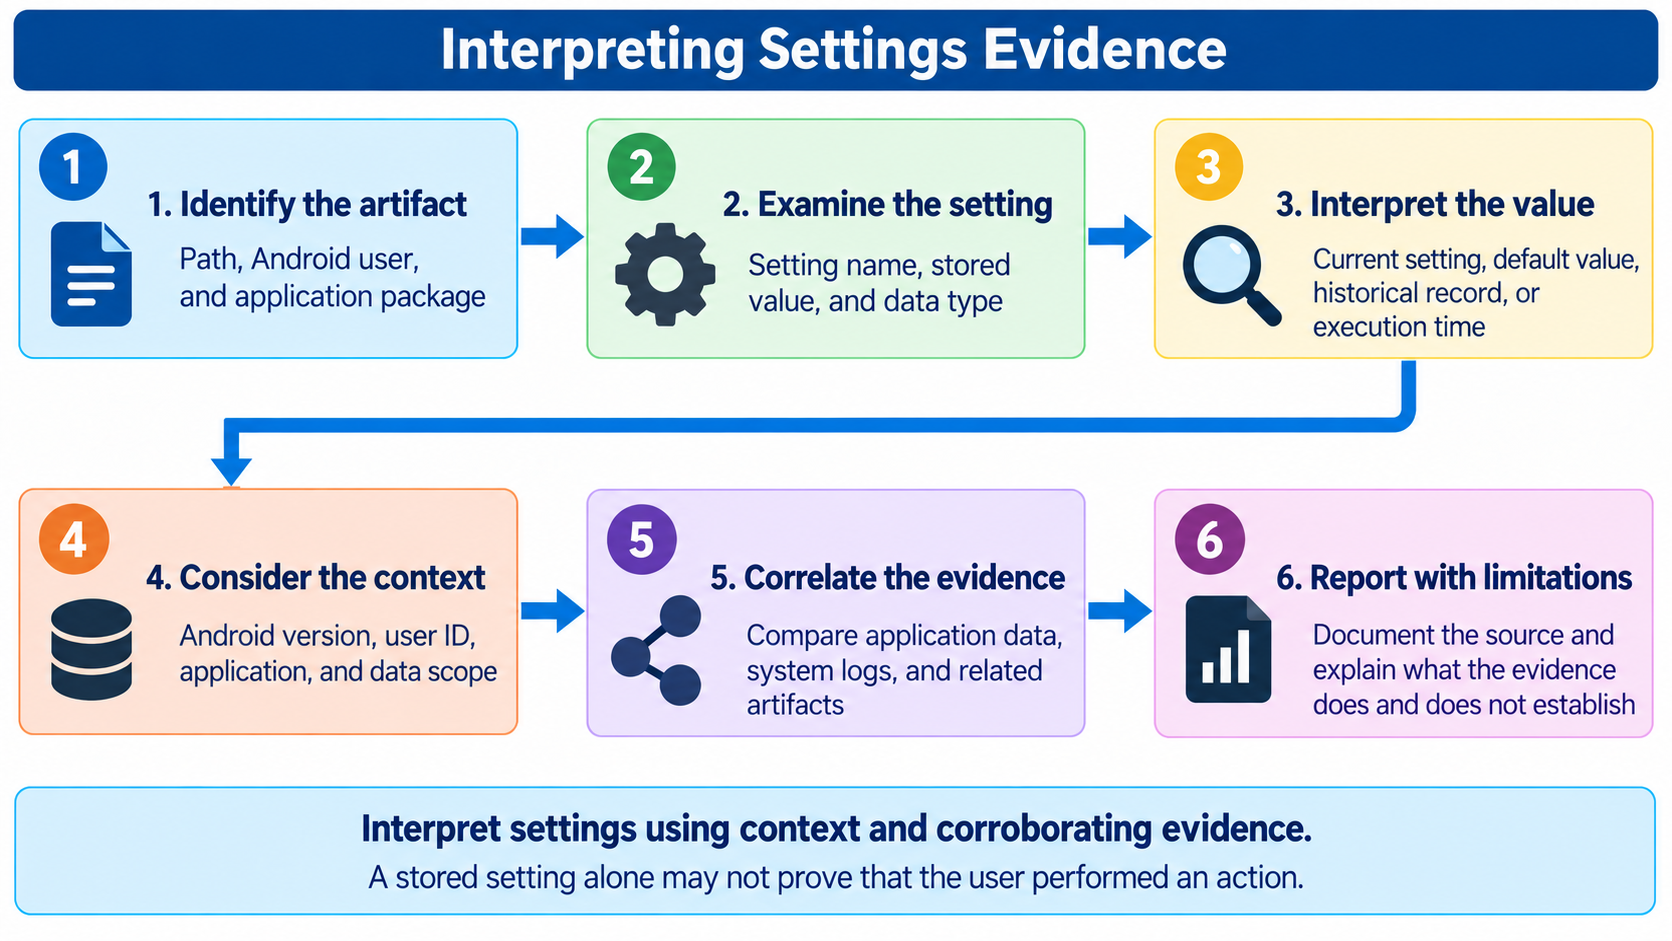 Interpreting Settings Evidence
1
1. Identify the artifact
Path, Android user,
and application package
2
2. Examine the setting
Setting name, stored
value, and data type
3
3. Interpret the value
Current setting, default value,
historical record, or
execution time
4
4. Consider the context
Android version, user ID,
application, and data scope
5
5. Correlate the evidence
Compare application data,
system logs, and related
artifacts
6
6. Report with limitations
Document the source and
explain what the evidence
does and does not establish
Interpret settings using context and corroborating evidence.
A stored setting alone may not prove that the user performed an action.